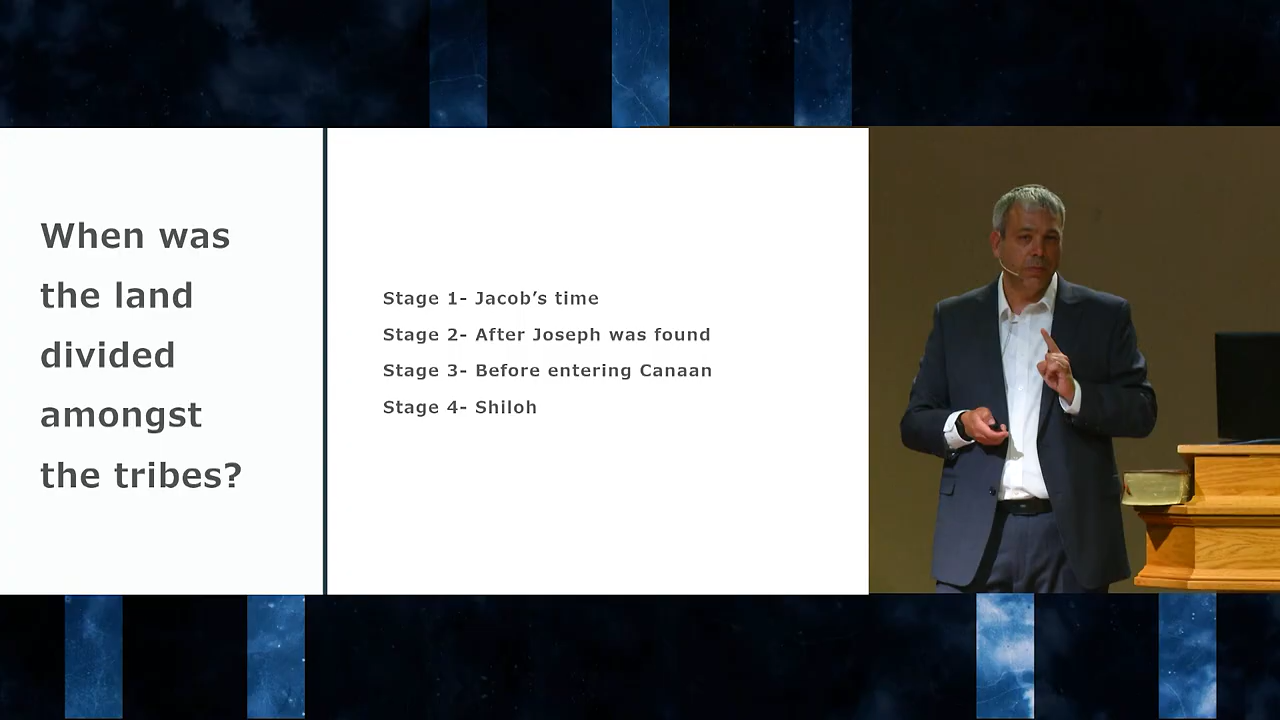 When was
the land
divided
amongst
the tribes?
Stage 1- Jacob’s time
Stage 2- After Joseph was found
Stage 3- Before entering Canaan
Stage 4- Shiloh